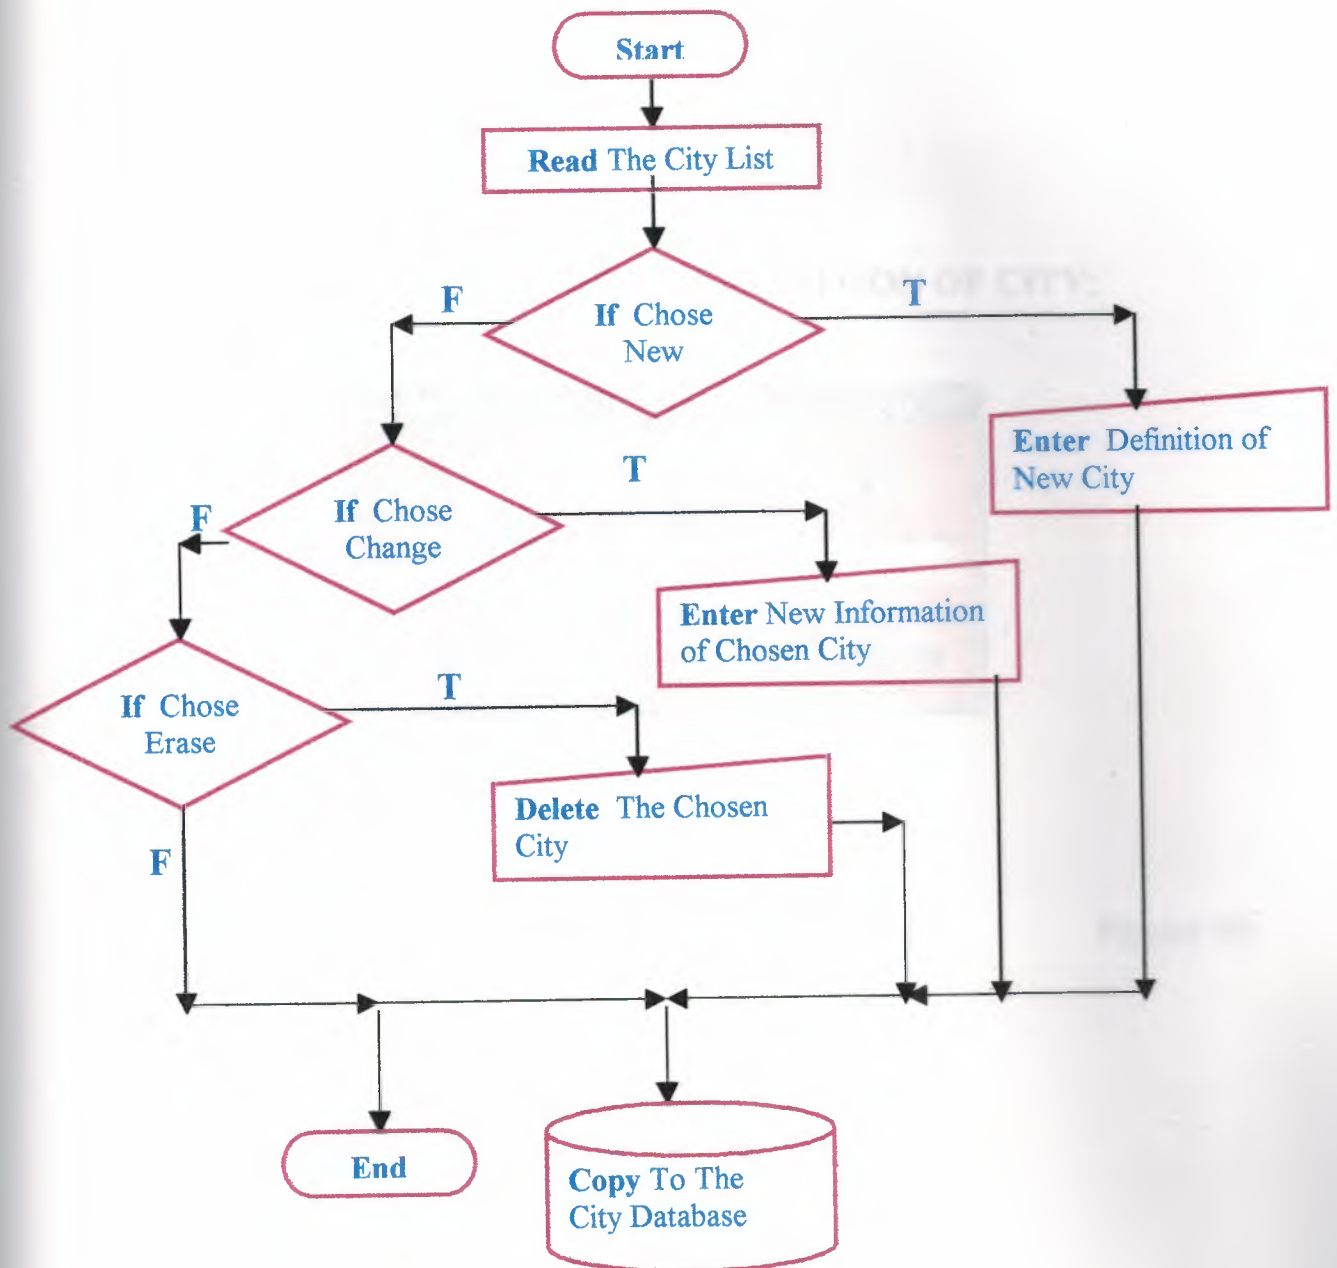 Start
Read The City List
F
T
If Chose
New
Enter Definition of
New City
T
F
If Chose
Change
Enter New Information
of Chosen City
T
If Chose
Erase
Delete The Chosen
City
F
End
Copy To The
City Database